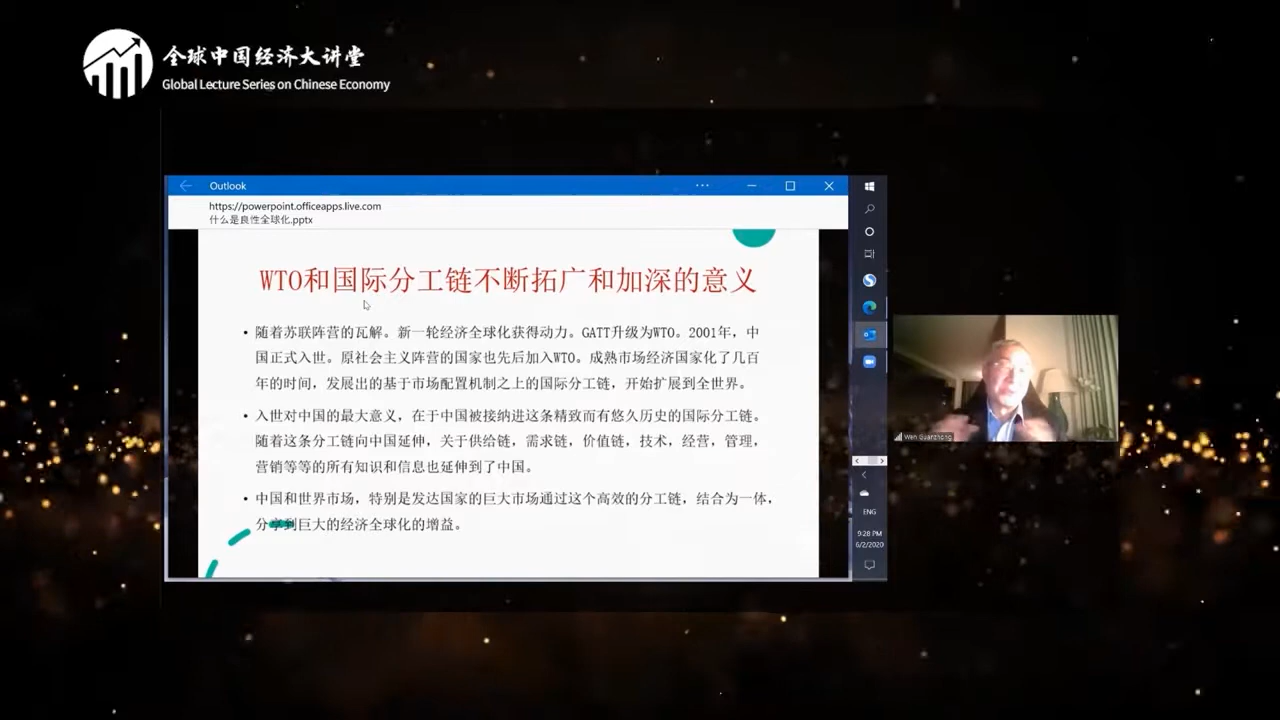 全球中国经济大讲堂
Global Lecture Series on Chinese Economy
Outlook
https://powerpoint.officeapps.live.com
什么是良性全球化.pptx
WTO和国际分工链不断拓广和加深的意义
• 随着苏联阵营的瓦解。新一轮经济全球化获得动力。GATT升级为WTO。2001年，中
国正式入世。原社会主义阵营的国家也先后加入WTO。成熟市场经济国家化了几百
年的时间，发展出的基于市场配置机制之上的国际分工链，开始扩展到全世界。
• 入世对中国的最大意义，在于中国被接纳进这条精致而有悠久历史的国际分工链。
随着这条分工链向中国延伸，关于供给链，需求链，价值链，技术，经营，管理，
营销等等的所有知识和信息也延伸到了中国。
• 中国和世界市场，特别是发达国家的巨大市场通过这个高效的分工链，结合为一体，
分享到巨大的经济全球化的增益。
Wen Guanzhong
ENG
9:28 PM
6/2/2020